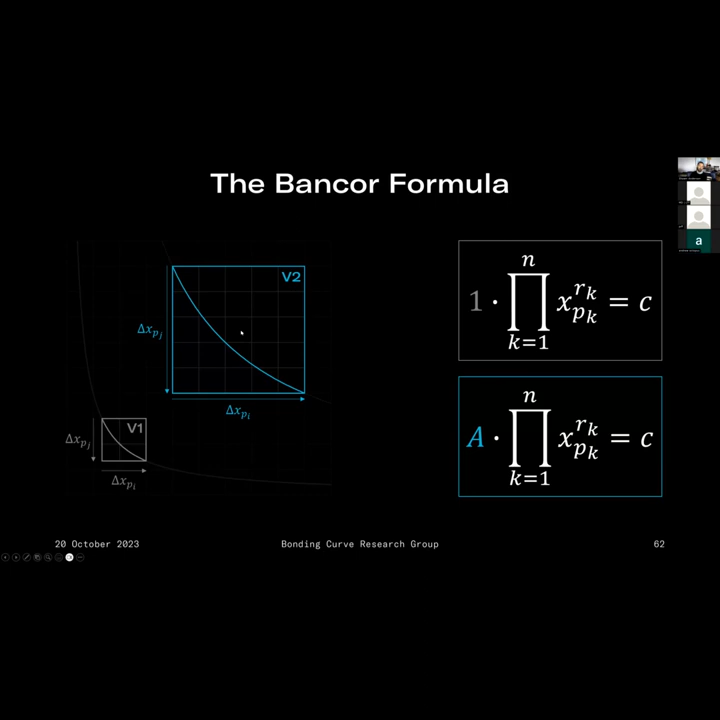 The Bancor Formula
V2
Δx_{p_j}
Δx_{p_i}
V1
Δx_{p_j}
Δx_{p_i}
1 · ∏_{k=1}^{n} x_{p_k}^{r_k} = c
A · ∏_{k=1}^{n} x_{p_k}^{r_k} = c
a
20 October 2023
Bonding Curve Research Group
62